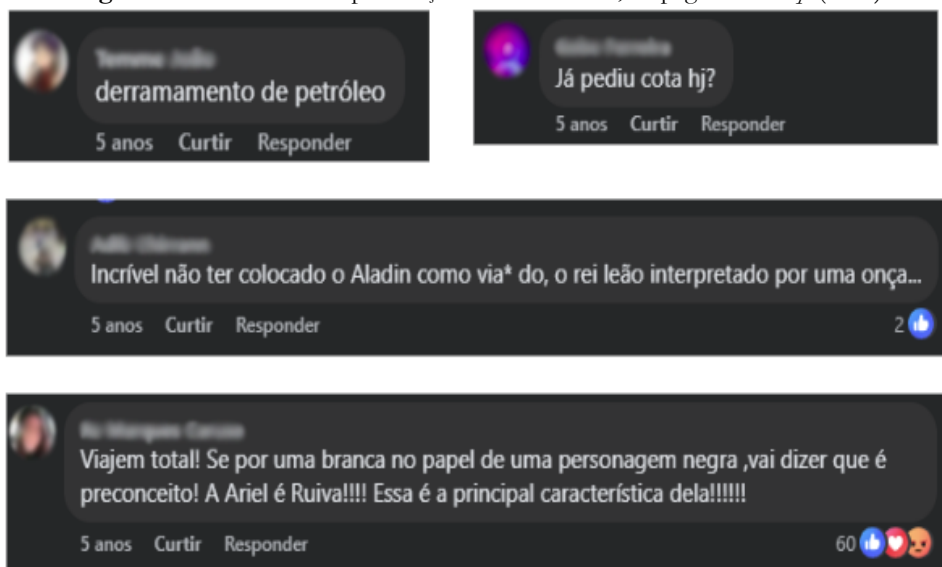 derramamento de petróleo
5 anos Curtir Responder
Já pediu cota hj?
5 anos Curtir Responder
Incrível não ter colocado o Aladin como via* do, o rei leão interpretado por uma onça...
5 anos Curtir Responder
2
Viajem total! Se por uma branca no papel de uma personagem negra ,vai dizer que é
preconceito! A Ariel é Ruiva!!!! Essa é a principal característica dela!!!!!!
5 anos Curtir Responder
60